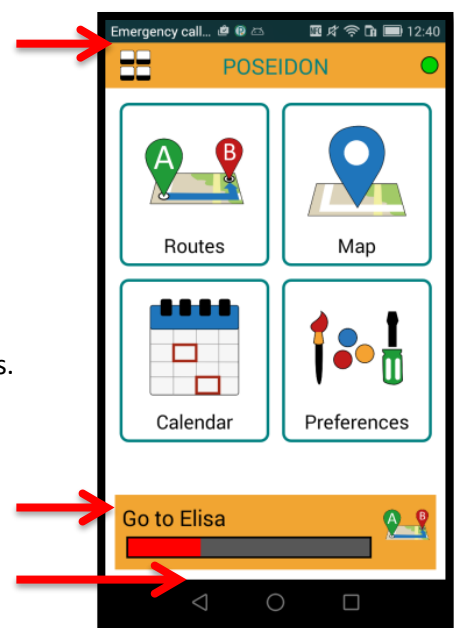 Emergency call... 12:40
POSEIDON
A B
Routes Map
s.
Calendar Preferences
Go to Elisa A B